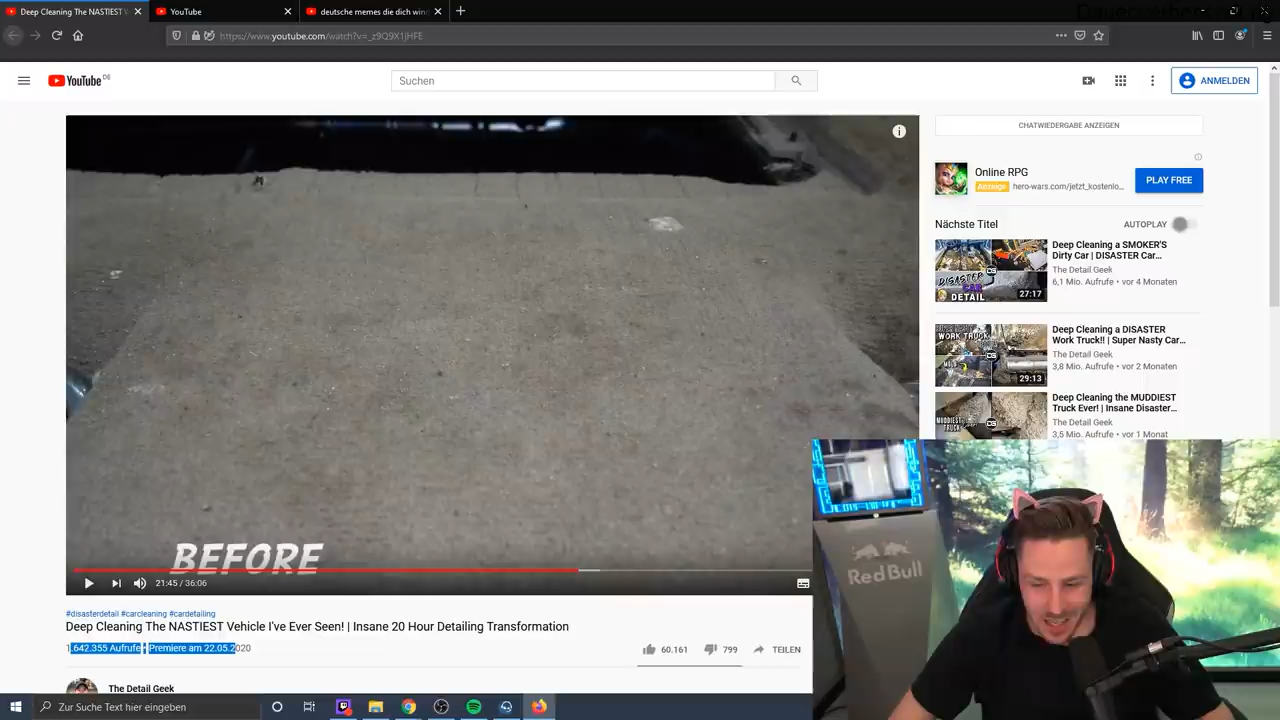 Deep Cleaning The NASTIEST V
YouTube
deutsche memes die dich win
https://www.youtube.com/watch?v=_z9Q9X1jHFE
YouTube DE
Suchen
ANMELDEN
CHATWIEDERGABE ANZEIGEN
Online RPG
Anzeige hero-wars.com/jetzt_kostenlo...
PLAY FREE
Nächste Titel
AUTOPLAY
Deep Cleaning a SMOKER'S
Dirty Car | DISASTER Car...
The Detail Geek
6,1 Mio. Aufrufe • vor 4 Monaten
DISASTER
CAR
DETAIL
27:17
Deep Cleaning a DISASTER
Work Truck!! | Super Nasty Car...
The Detail Geek
3,8 Mio. Aufrufe • vor 2 Monaten
WORK TRUCK
MOLD
29:13
Deep Cleaning the MUDDIEST
Truck Ever! | Insane Disaster...
The Detail Geek
3,5 Mio. Aufrufe • vor 1 Monat
MUDDIEST
BEFORE
21:45 / 36:06
#disasterdetail #carcleaning #cardetailing
Deep Cleaning The NASTIEST Vehicle I've Ever Seen! | Insane 20 Hour Detailing Transformation
1.642.355 Aufrufe • Premiere am 22.05.2020
60.161
799
TEILEN
The Detail Geek
Red Bull
Zur Suche Text hier eingeben